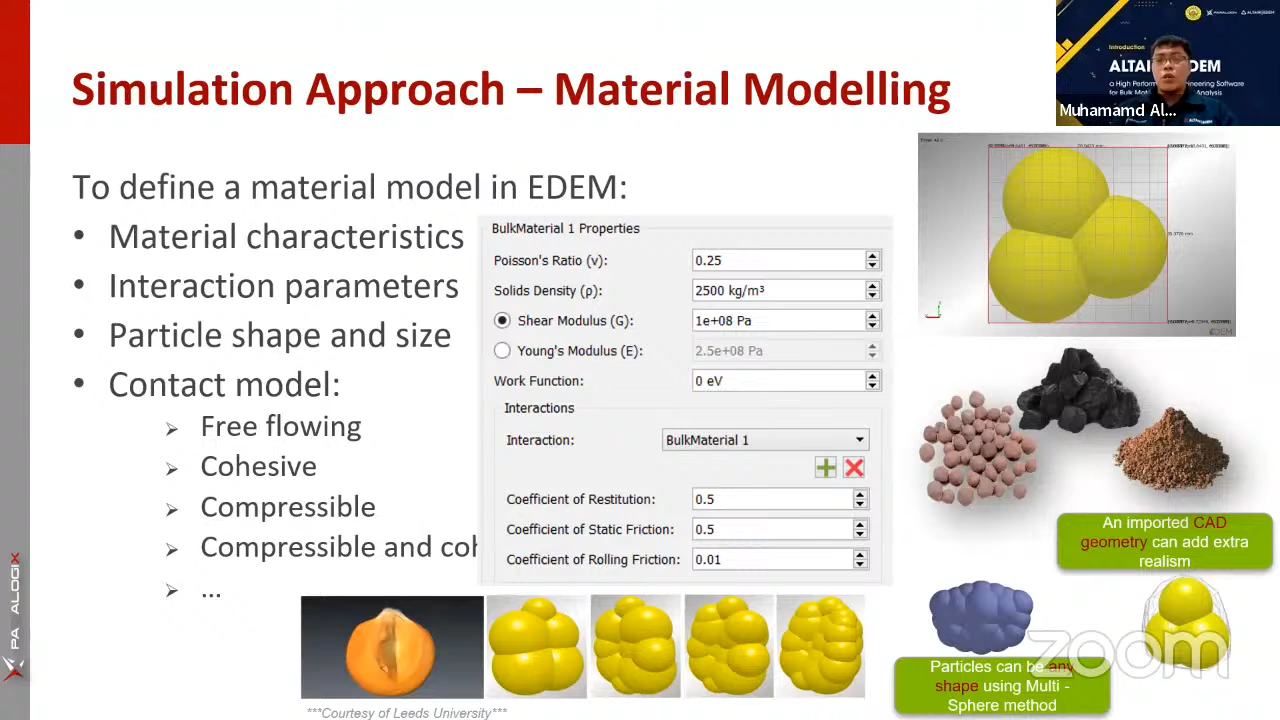 Simulation Approach – Material Modelling
Introduction
Muhamamd Al...
To define a material model in EDEM:
• Material characteristics
• Interaction parameters
• Particle shape and size
• Contact model:
➢ Free flowing
➢ Cohesive
➢ Compressible
➢ Compressible and coh
➢ ...
BulkMaterial 1 Properties
Poisson's Ratio (ν): 0.25
Solids Density (ρ): 2500 kg/m³
Shear Modulus (G): 1e+08 Pa
Young's Modulus (E): 2.5e+08 Pa
Work Function: 0 eV
Interactions
Interaction: BulkMaterial 1
Coefficient of Restitution: 0.5
Coefficient of Static Friction: 0.5
Coefficient of Rolling Friction: 0.01
EDEM
An imported CAD
geometry can add extra
realism
zoom
Particles can be any
shape using Multi -
Sphere method
***Courtesy of Leeds University***
PARALOGIX